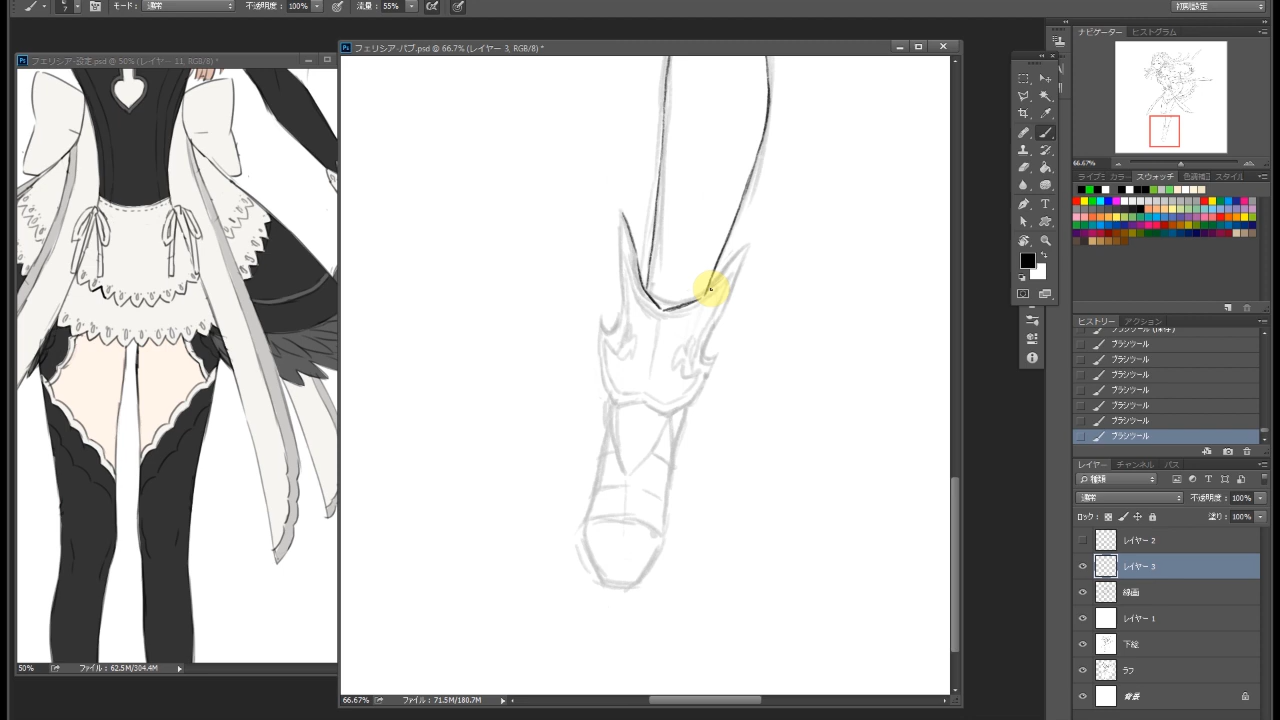 モード： 通常 不透明度： 100% 流量： 55% 初期設定
フェリシア-設定.psd @ 50% (レイヤー 11, RGB/8) *
フェリシア-パブ.psd @ 66.7% (レイヤー 3, RGB/8) *
ナビゲーター ヒストグラム
66.67%
カラー スウォッチ スタイル
ヒストリー アクション
ブラシツール
ブラシツール
ブラシツール
ブラシツール
ブラシツール
ブラシツール
ブラシツール
レイヤー チャンネル パス
種類
通常 不透明度： 100%
ロック： 塗り： 100%
レイヤー 2
レイヤー 3
線画
レイヤー 1
下絵
ラフ
背景
50% ファイル：62.5M/304.4M
66.67% ファイル：71.5M/180.7M